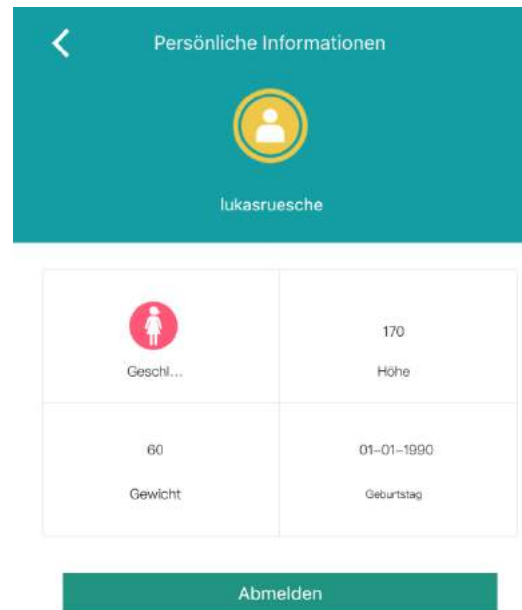 Persönliche Informationen
lukasruesche
Geschl...
170
Höhe
60
Gewicht
01-01-1990
Geburtstag
Abmelden